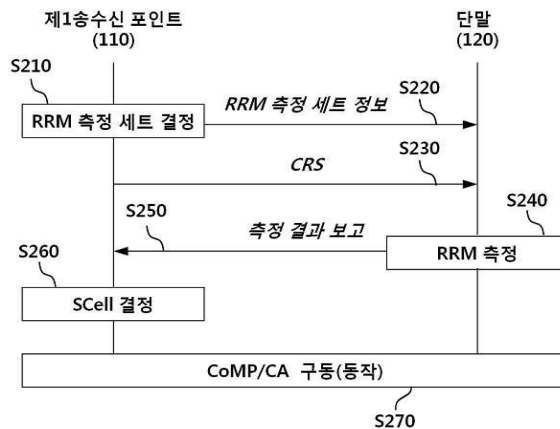 제1송수신 포인트
(110)
단말
(120)
S210
RRM 측정 세트 결정
RRM 측정 세트 정보
S220
CRS
S230
S240
RRM 측정
측정 결과 보고
S250
S260
SCell 결정
CoMP/CA 구동(동작)
S270